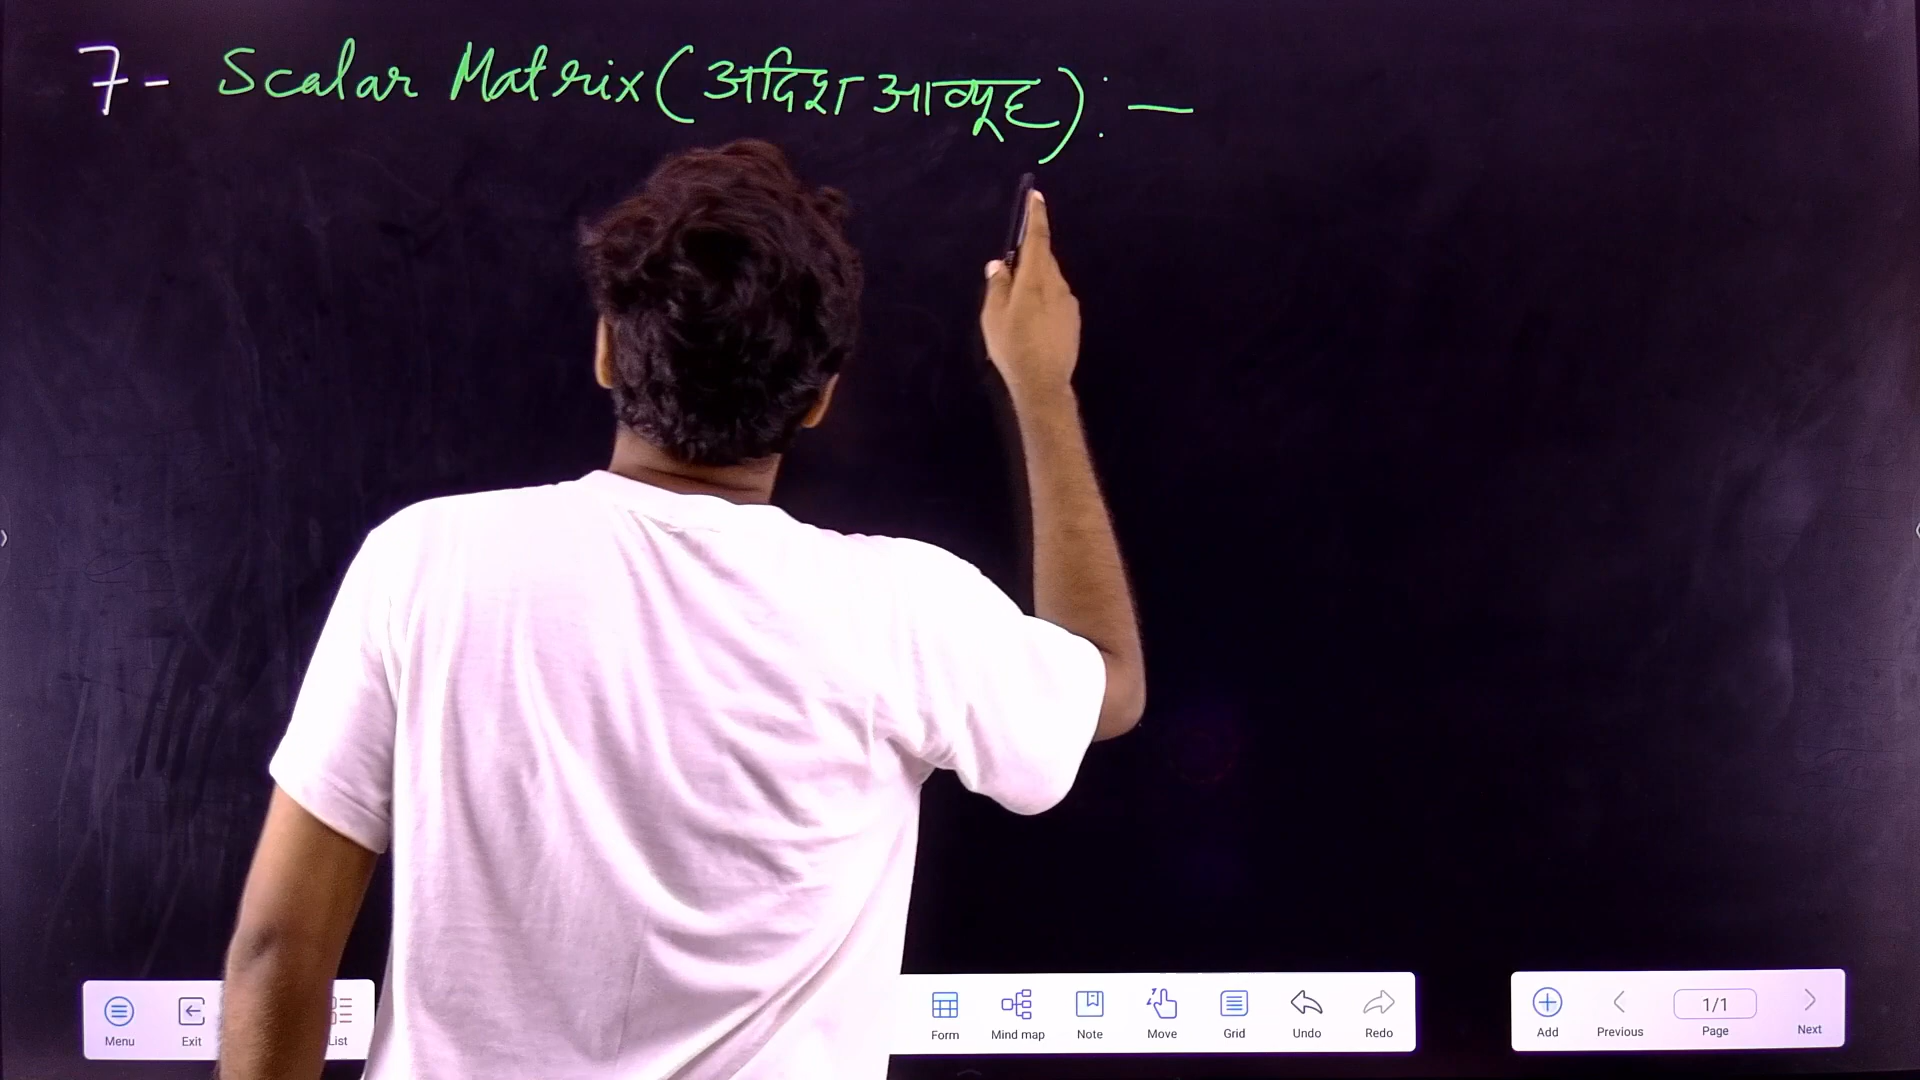 7- Scalar Matrix (अदिश आव्यूह) : —
Menu
Exit
List
Form
Mind map
Note
Move
Grid
Undo
Redo
Add
Previous
1/1
Page
Next